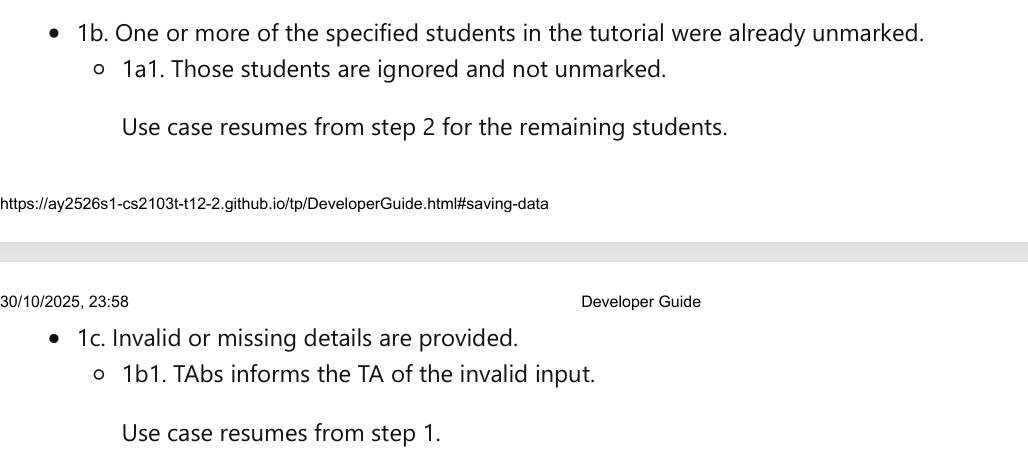 • 1b. One or more of the specified students in the tutorial were already unmarked.
○ 1a1. Those students are ignored and not unmarked.
Use case resumes from step 2 for the remaining students.
https://ay2526s1-cs2103t-t12-2.github.io/tp/DeveloperGuide.html#saving-data
30/10/2025, 23:58 Developer Guide
• 1c. Invalid or missing details are provided.
○ 1b1. TAbs informs the TA of the invalid input.
Use case resumes from step 1.